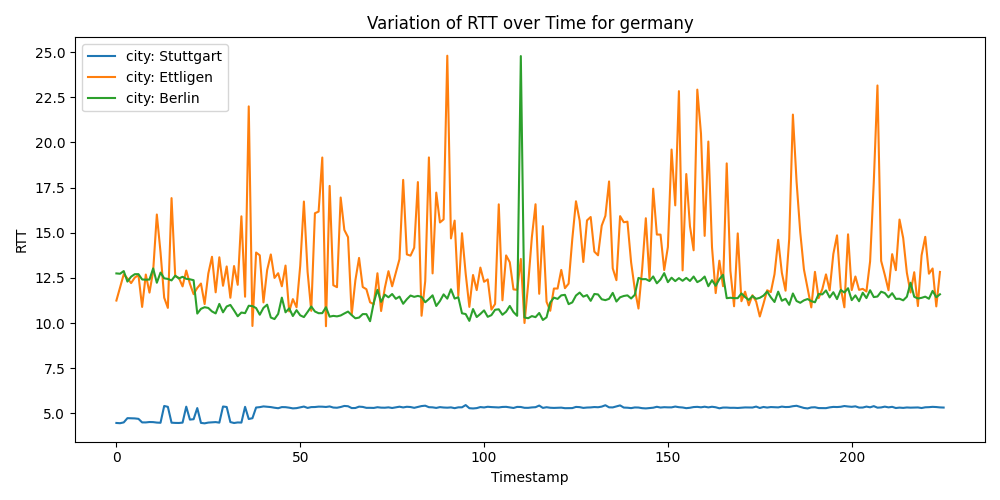 Variation of RTT over Time for germany
city: Stuttgart
city: Ettligen
city: Berlin
RTT
25.0
22.5
20.0
17.5
15.0
12.5
10.0
7.5
5.0
0
50
100
150
200
Timestamp